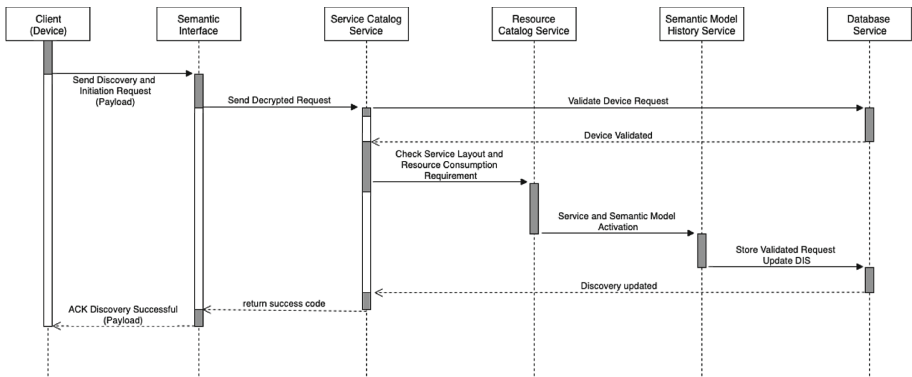 Client
(Device)
Semantic
Interface
Service Catalog
Service
Resource
Catalog Service
Semantic Model
History Service
Database
Service
Send Discovery and
Initiation Request
(Payload)
Send Decrypted Request
Validate Device Request
Device Validated
Check Service Layout and
Resource Consumption
Requirement
Service and Semantic Model
Activation
Store Validated Request
Update DIS
Discovery updated
return success code
ACK Discovery Successful
(Payload)